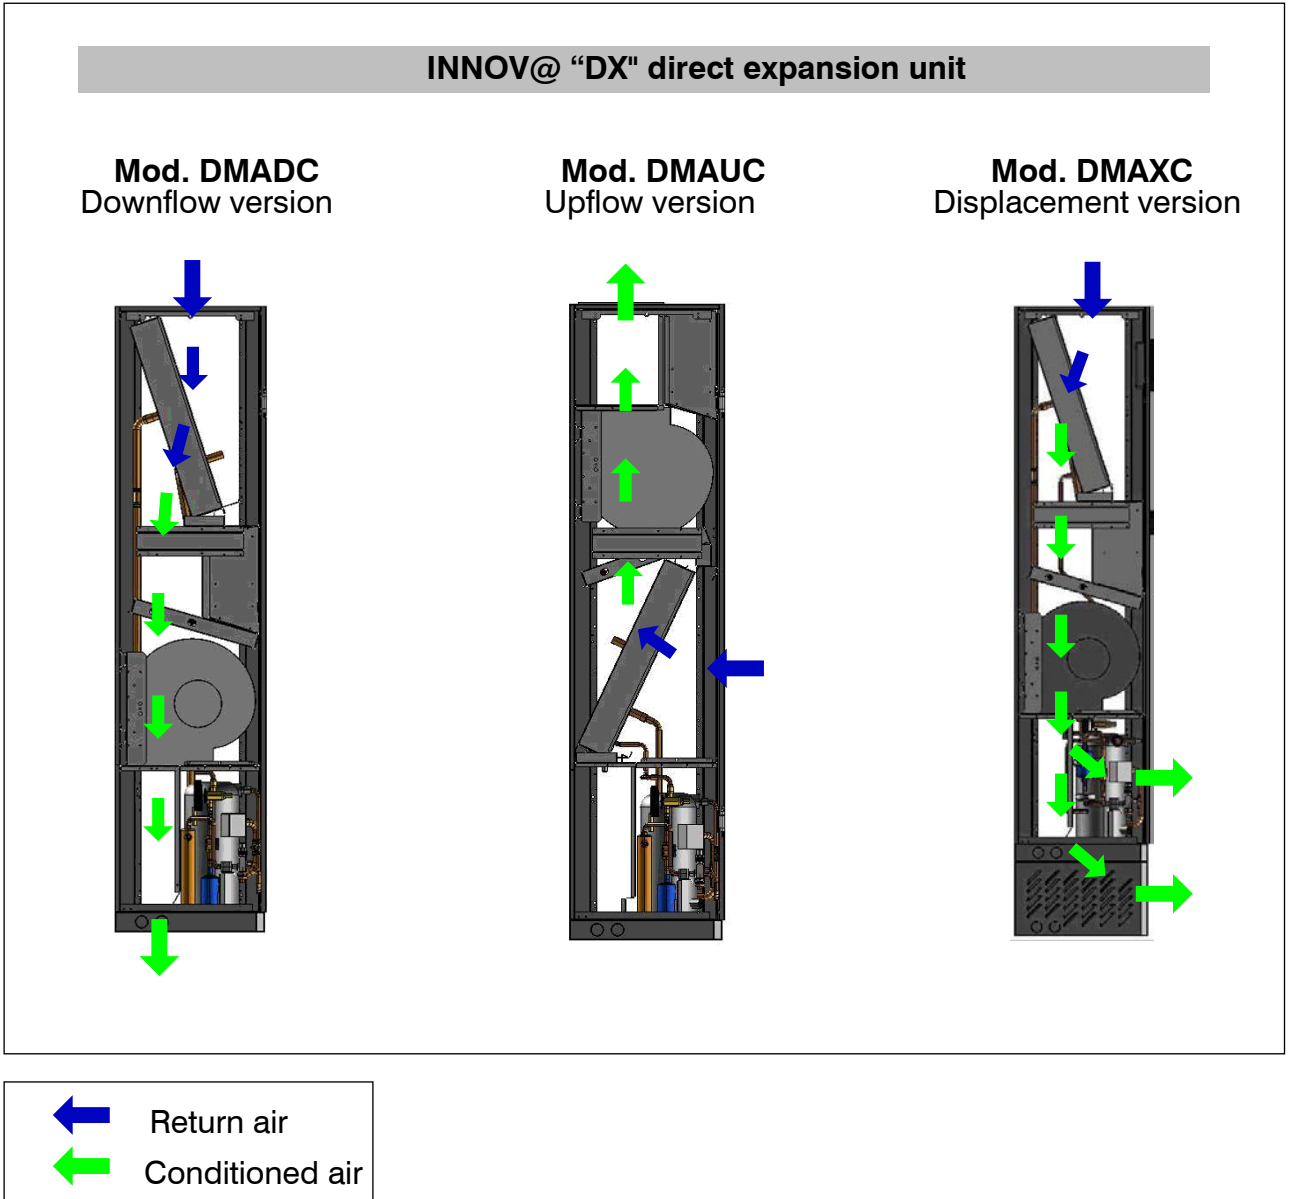 INNOV@ “DX" direct expansion unit
Mod. DMADC
Downflow version
Mod. DMAUC
Upflow version
Mod. DMAXC
Displacement version
Return air
Conditioned air